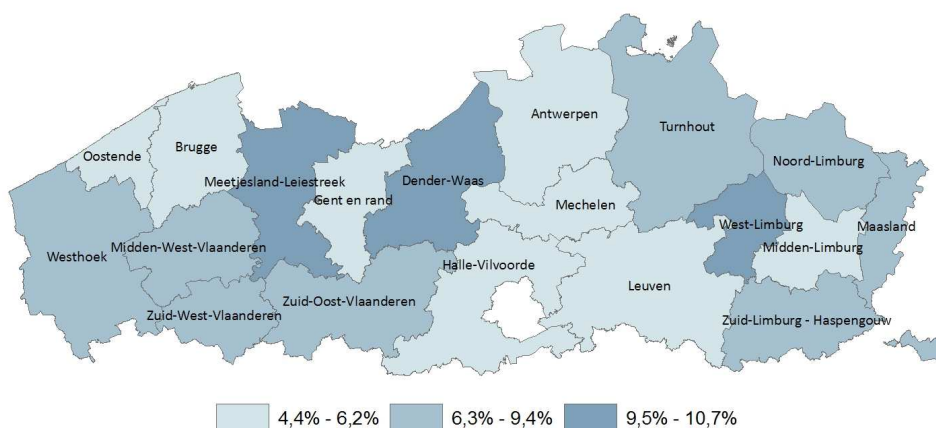 Antwerpen
Turnhout
Oostende
Brugge
Noord-Limburg
Meetjesland-Leiestreek
Dender-Waas
Gent en rand
Mechelen
West-Limburg
Maasland
Midden-West-Vlaanderen
Midden-Limburg
Westhoek
Halle-Vilvoorde
Leuven
Zuid-Oost-Vlaanderen
Zuid-West-Vlaanderen
Zuid-Limburg - Haspengouw
4,4% - 6,2%
6,3% - 9,4%
9,5% - 10,7%